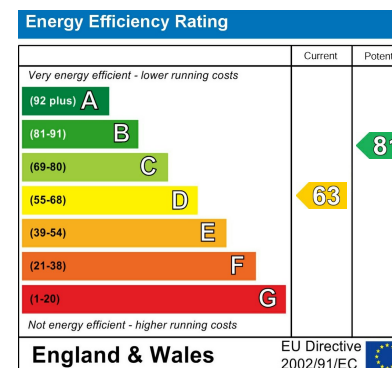 Energy Efficiency Rating
Current
Very energy efficient - lower running costs
(92 plus) A
(81-91) B
(69-80) C
(55-68) D
63
(39-54) E
(21-38) F
(1-20) G
Not energy efficient - higher running costs
England & Wales
EU Directive
2002/91/EC